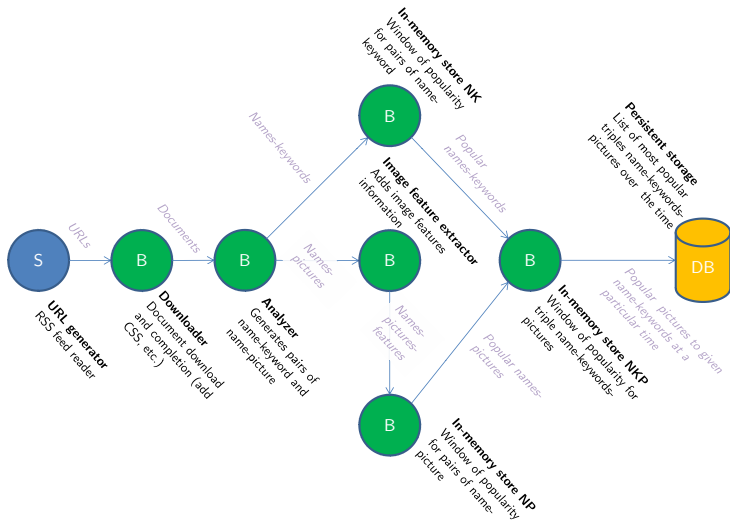 In-memory store NK
Window of popularity
for pairs of name-
keyword
B
Names-keywords
Popular
names-keywords
Persistent storage
List of most popular
triples name-keywords-
pictures over the time
Image feature extractor
Adds image features
information
URLs
Documents
S
B
B
Names-
pictures
B
B
DB
URL generator
RSS feed reader
Downloader
Document download
and completion (add
CSS, etc.)
Analyzer
Generates pairs of
name-keyword and
name-picture
Names-
pictures-
features
In-memory store NKP
Window of popularity for
triple name-keywords-
pictures
Popular pictures to given
name-keywords at a
particular time
Popular names-
pictures
B
In-memory store NP
Window of popularity
for pairs of name-
picture